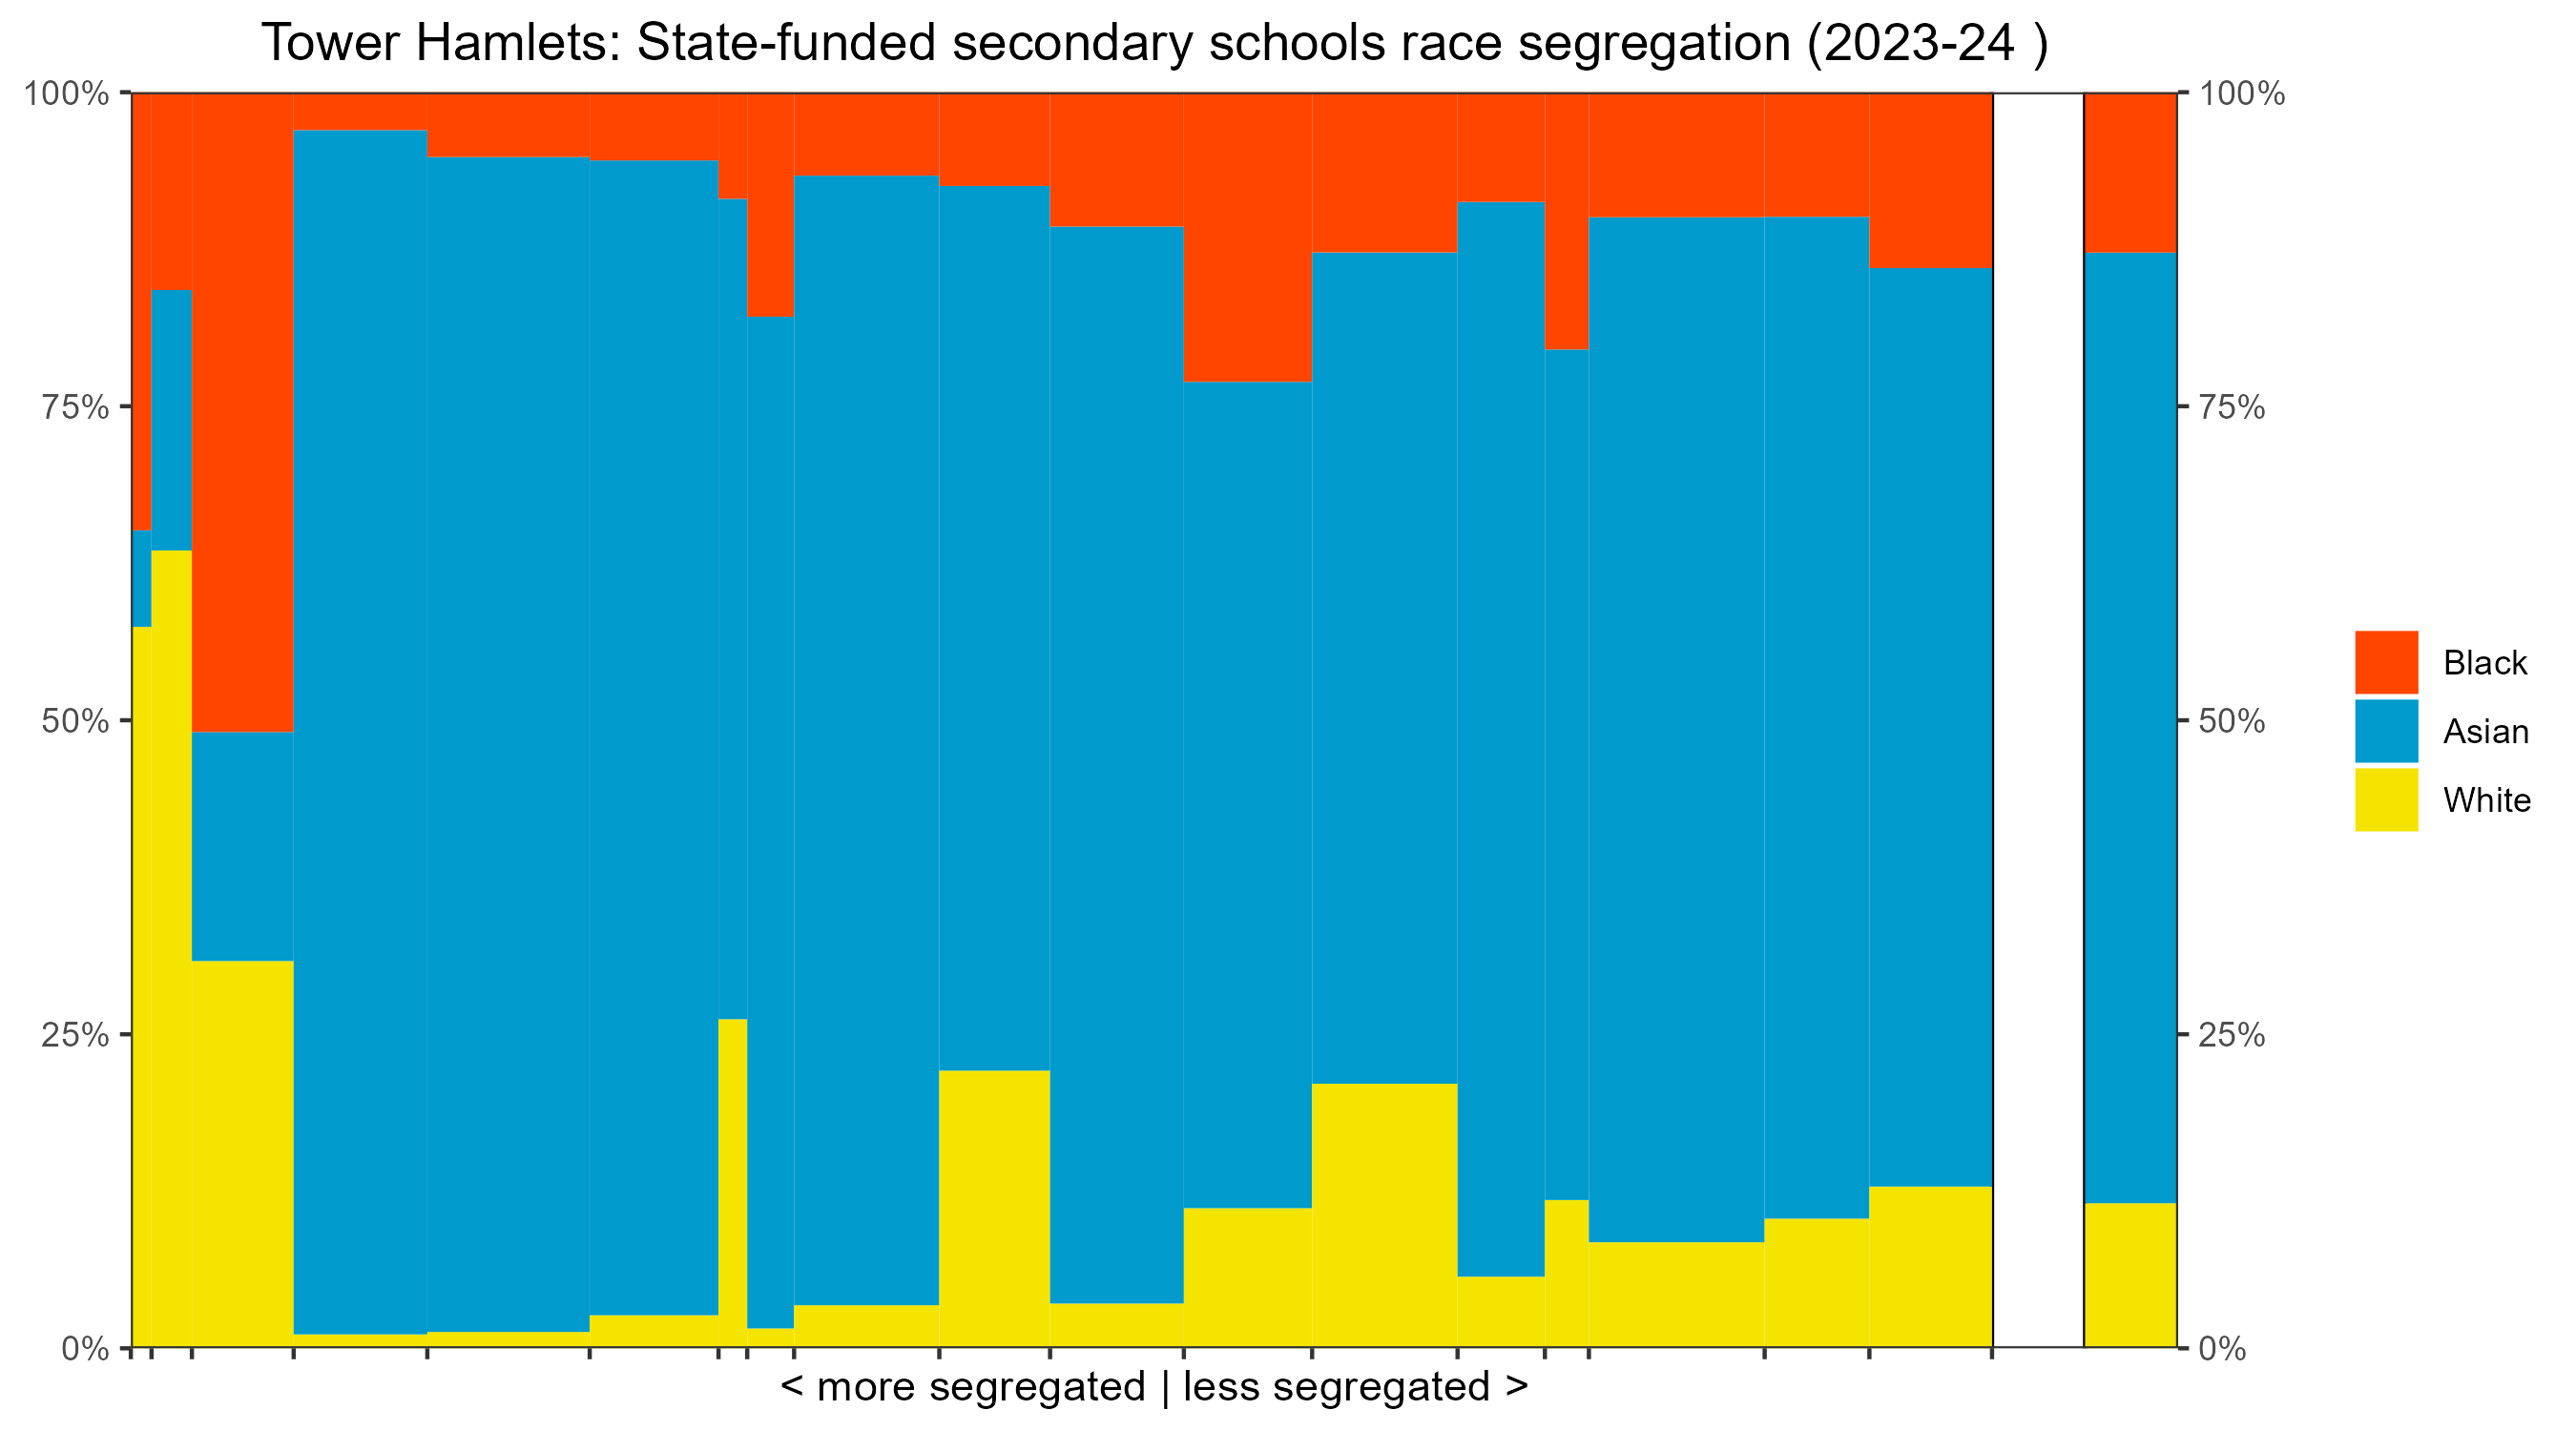 Tower Hamlets: State-funded secondary schools race segregation (2023-24 )
100%
100%
75%
75%
50%
50%
25%
25%
0%
0%
Black
Asian
White
< more segregated | less segregated >